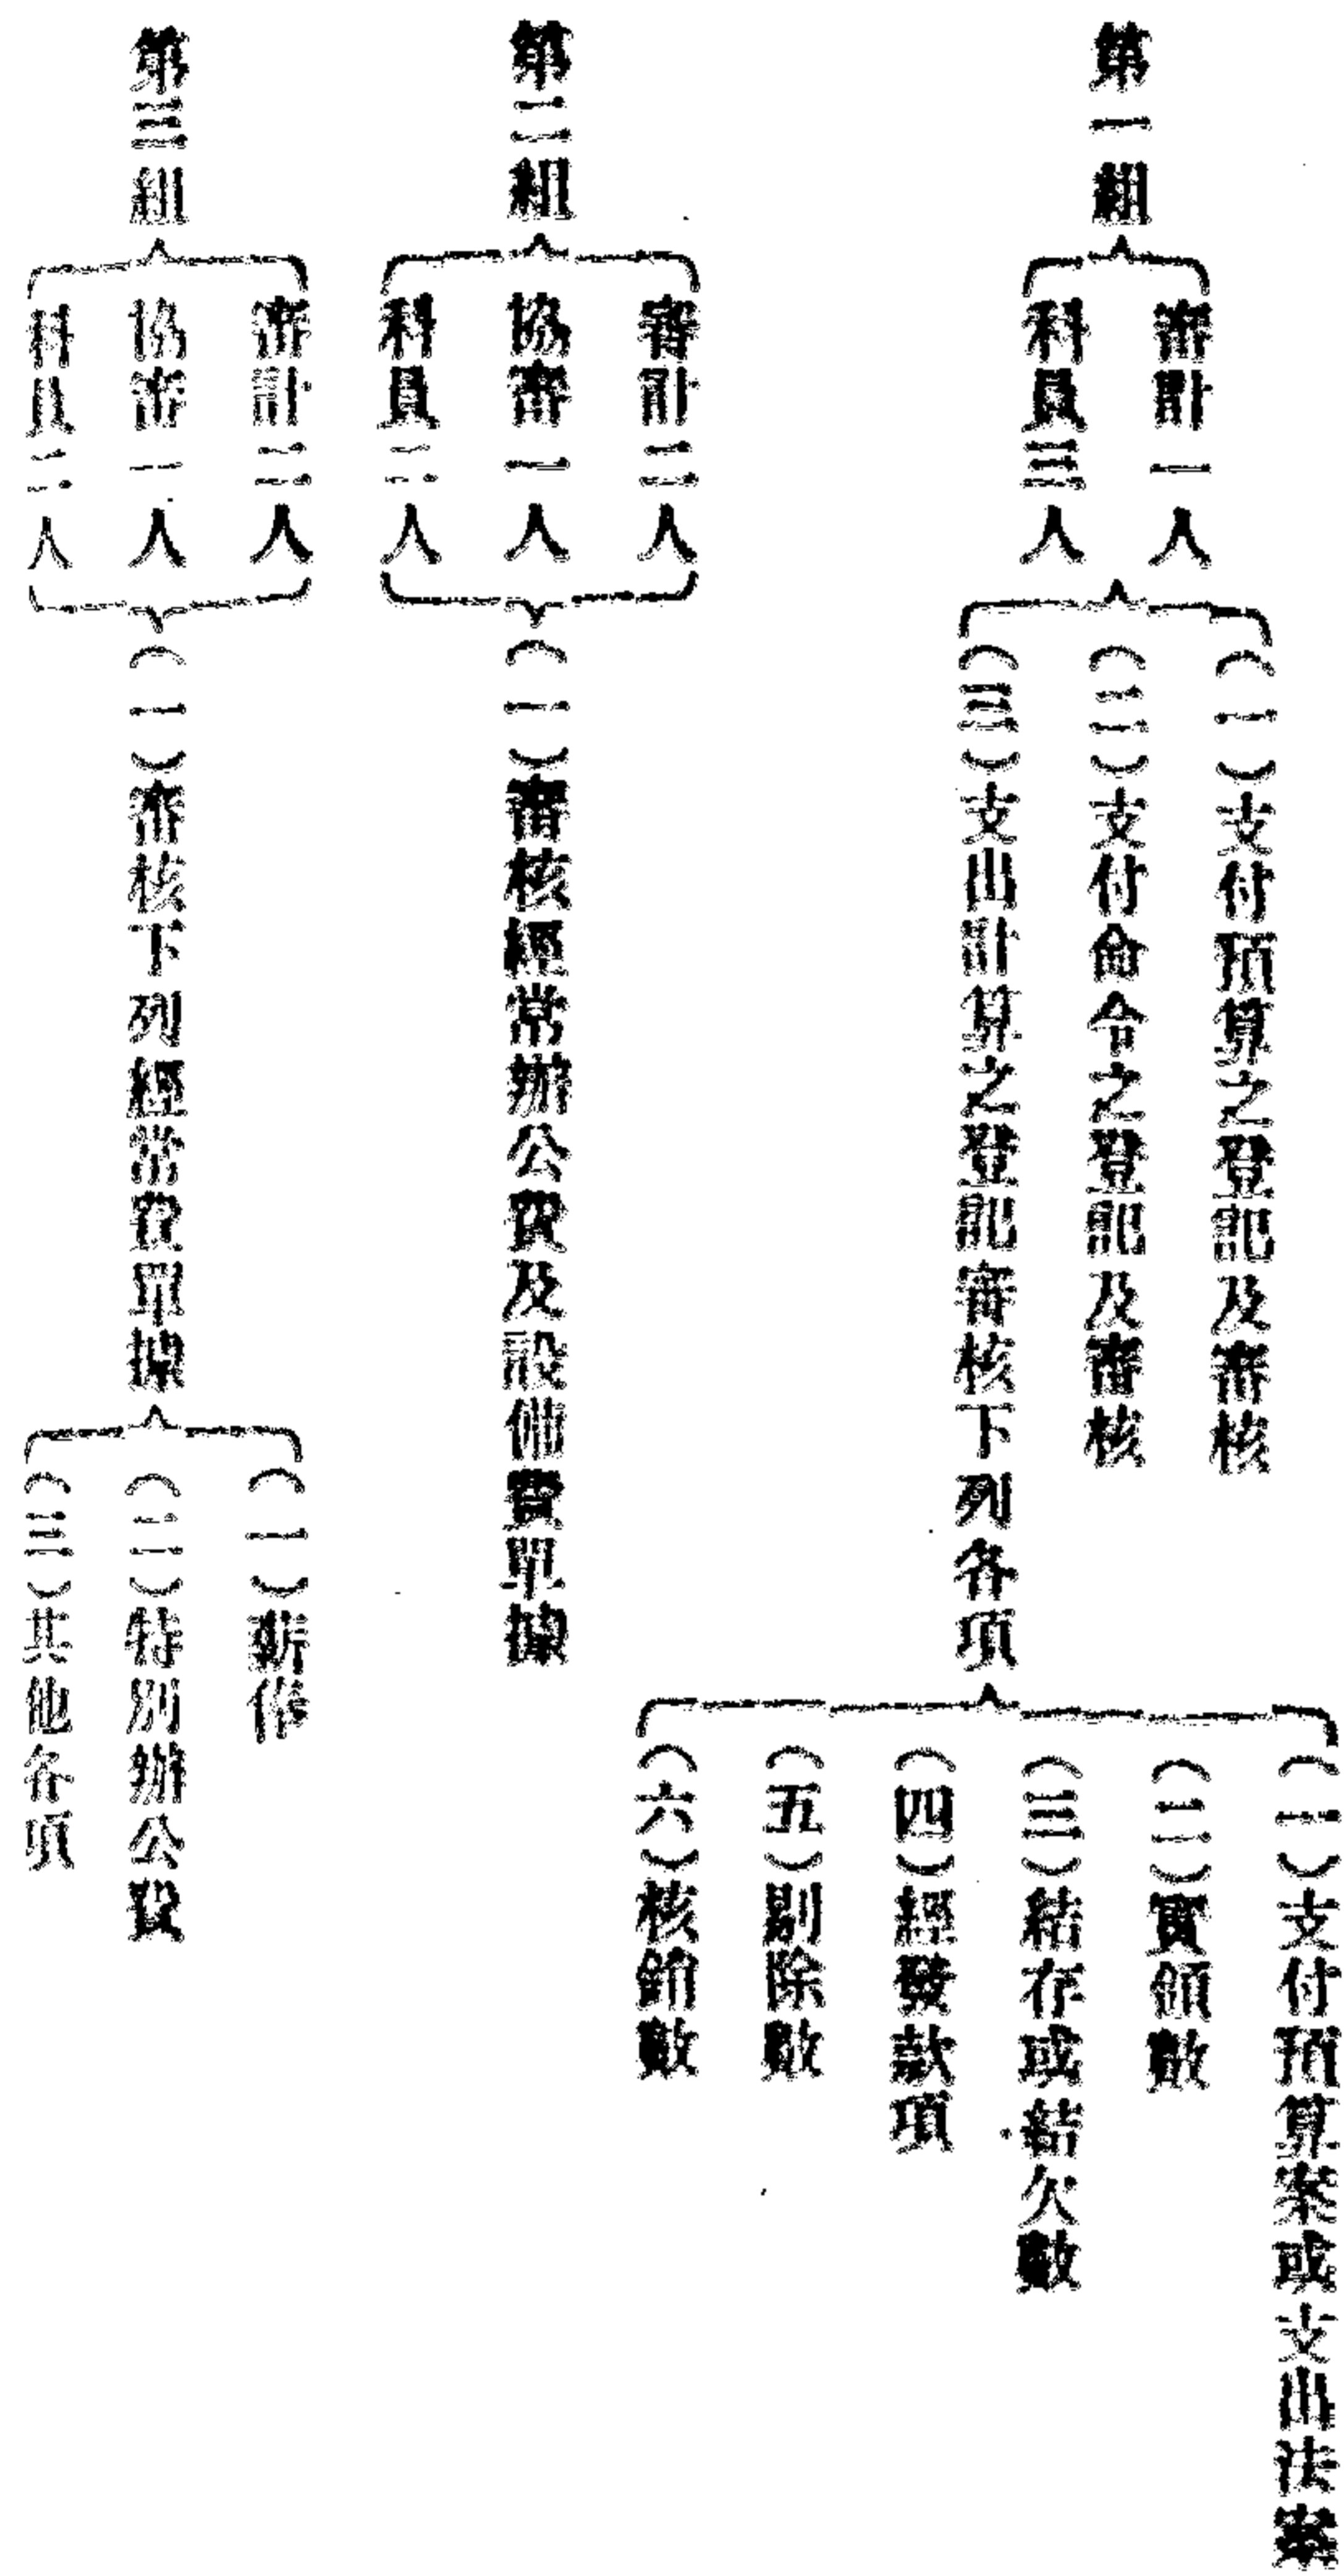 第一組
審計一人
科員三人
（一）支付預算之登記及審核
（二）支付命令之登記及審核
（三）支出計算之登記審核下列各項
（一）支付預算案或支出法案
（二）實領數
（三）結存或結欠數
（四）經發款項
（五）剔除數
（六）核銷數
第二組
審計二人
協審一人
科員二人
（一）審核經常辦公費及設備費單據
第三組
審計二人
協審一人
科員二人
（一）審核下列經常費單據
（一）薪俸
（二）特別辦公費
（三）其他各項